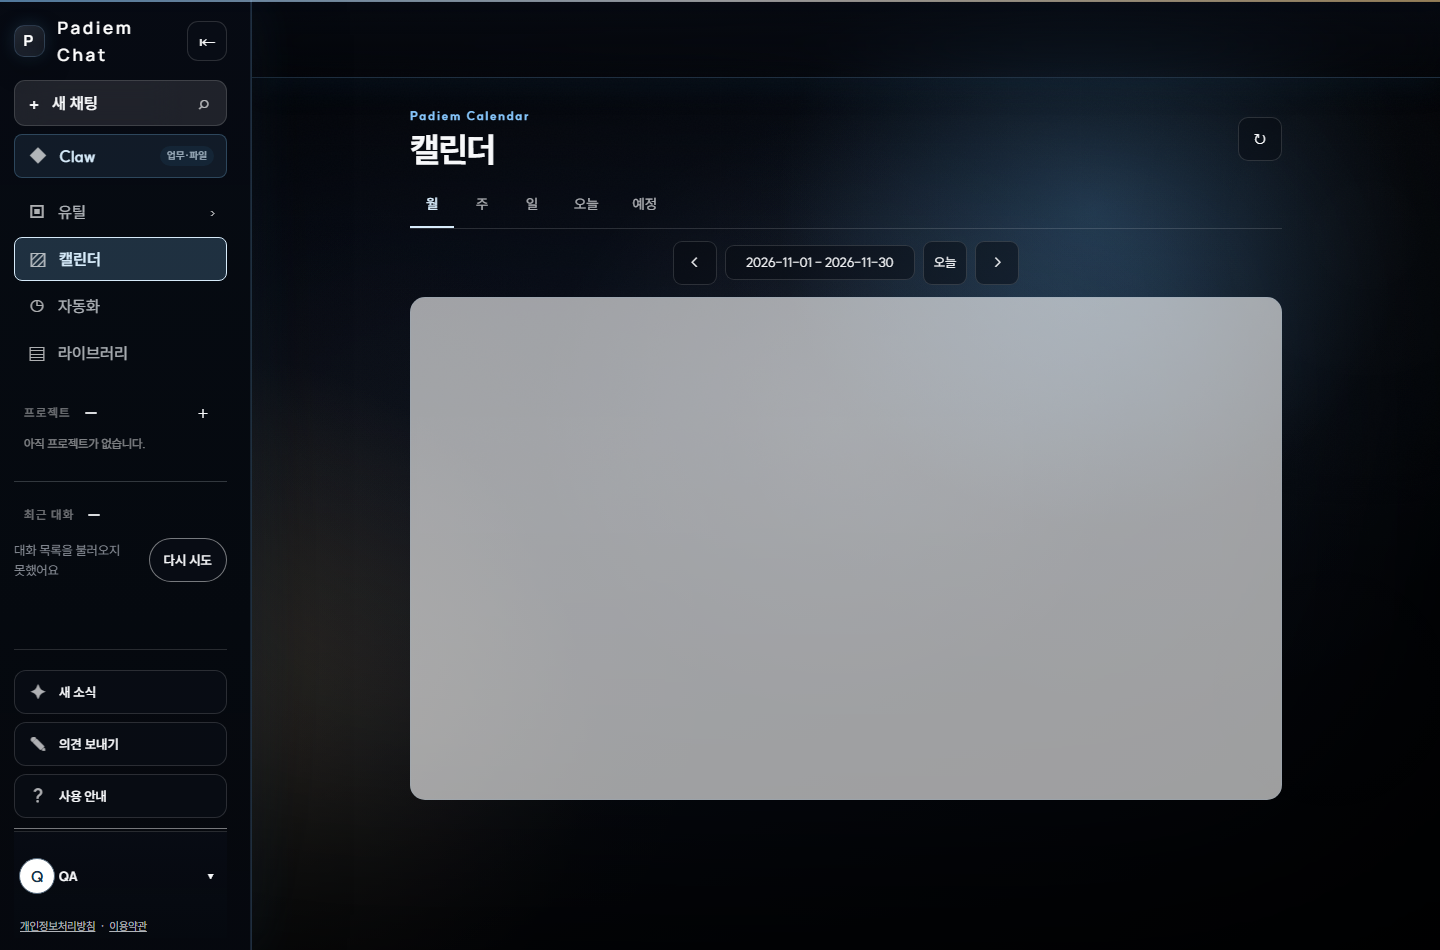 P
Padiem
Chat
+ 새 채팅
Claw 업무·파일
유틸
캘린더
자동화
라이브러리
프로젝트
아직 프로젝트가 없습니다.
최근 대화
대화 목록을 불러오지
못했어요
다시 시도
새 소식
의견 보내기
? 사용 안내
Q QA
개인정보처리방침 · 이용약관
Padiem Calendar
캘린더
월 주 일 오늘 예정
2026-11-01 – 2026-11-30 오늘